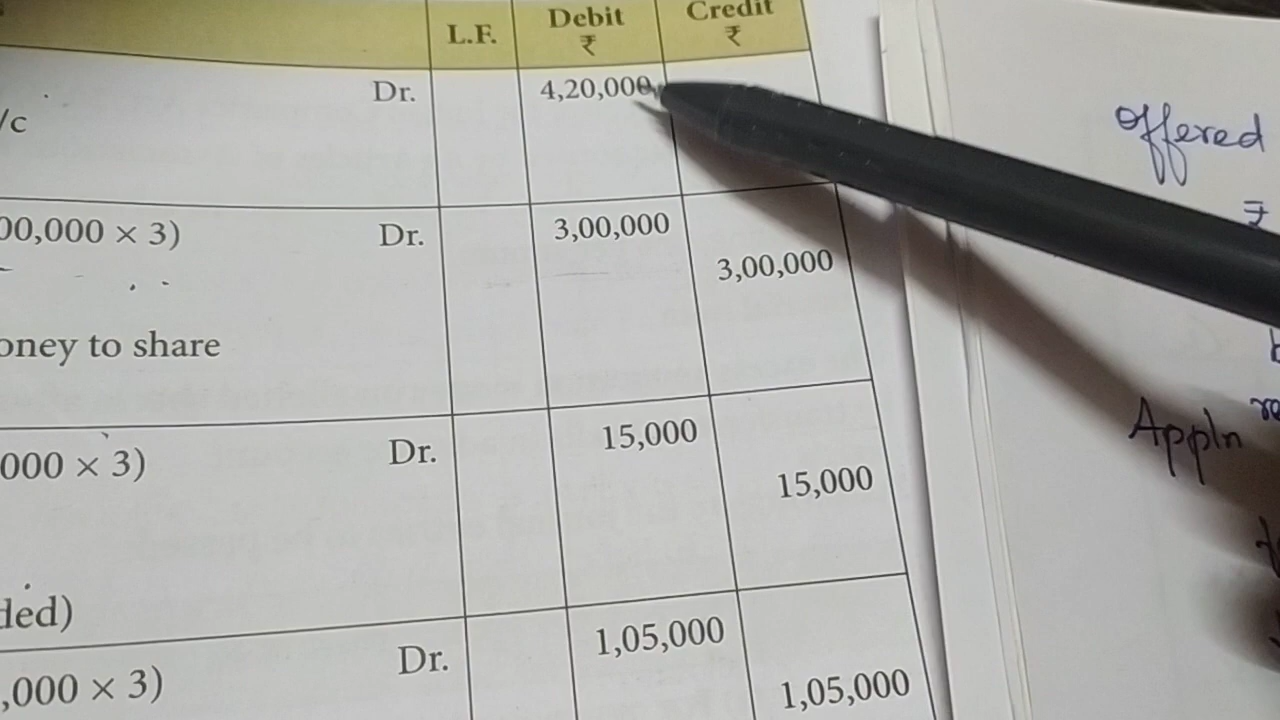 L.F. Debit Credit
₹ ₹
Dr. 4,20,000
/c
00,000 × 3) Dr. 3,00,000
3,00,000
oney to share
000 × 3) Dr. 15,000
15,000
ded)
,000 × 3) Dr. 1,05,000
1,05,000
offered
₹
Appln